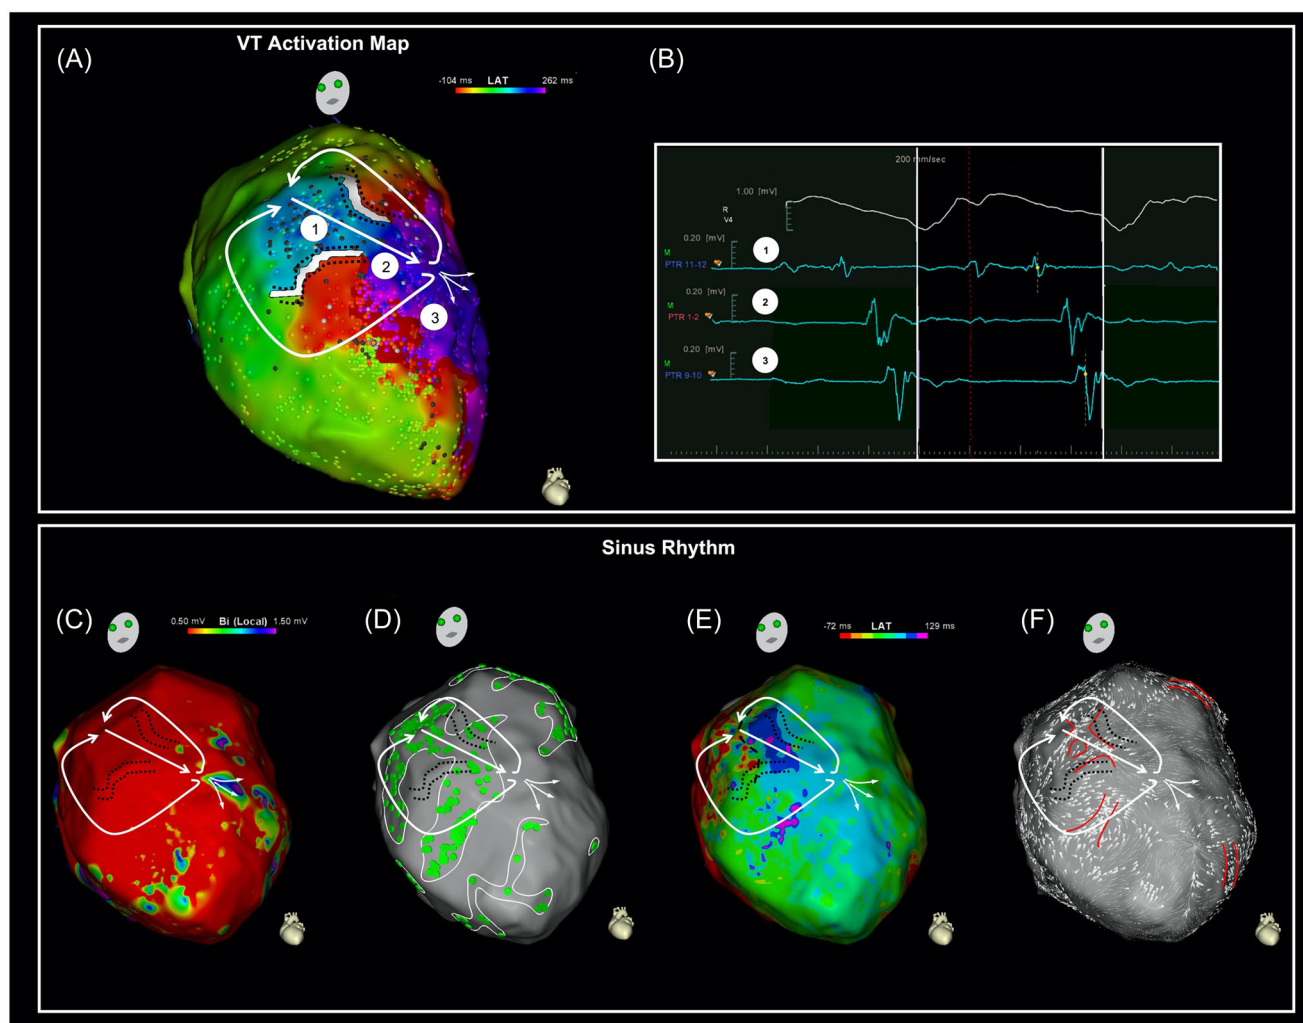 VT Activation Map
(A)
-104 ms LAT 262 ms
1
2
3
(B)
200 mm/sec
1.00 [mV]
R
V4
0.20 [mV]
1
M
PTR 11-12
0.20 [mV]
2
M
PTR 1-2
0.20 [mV]
3
M
PTR 9-10
Sinus Rhythm
(C)
0.50 mV Bi (Local) 1.50 mV
(D)
(E)
-72 ms LAT 129 ms
(F)